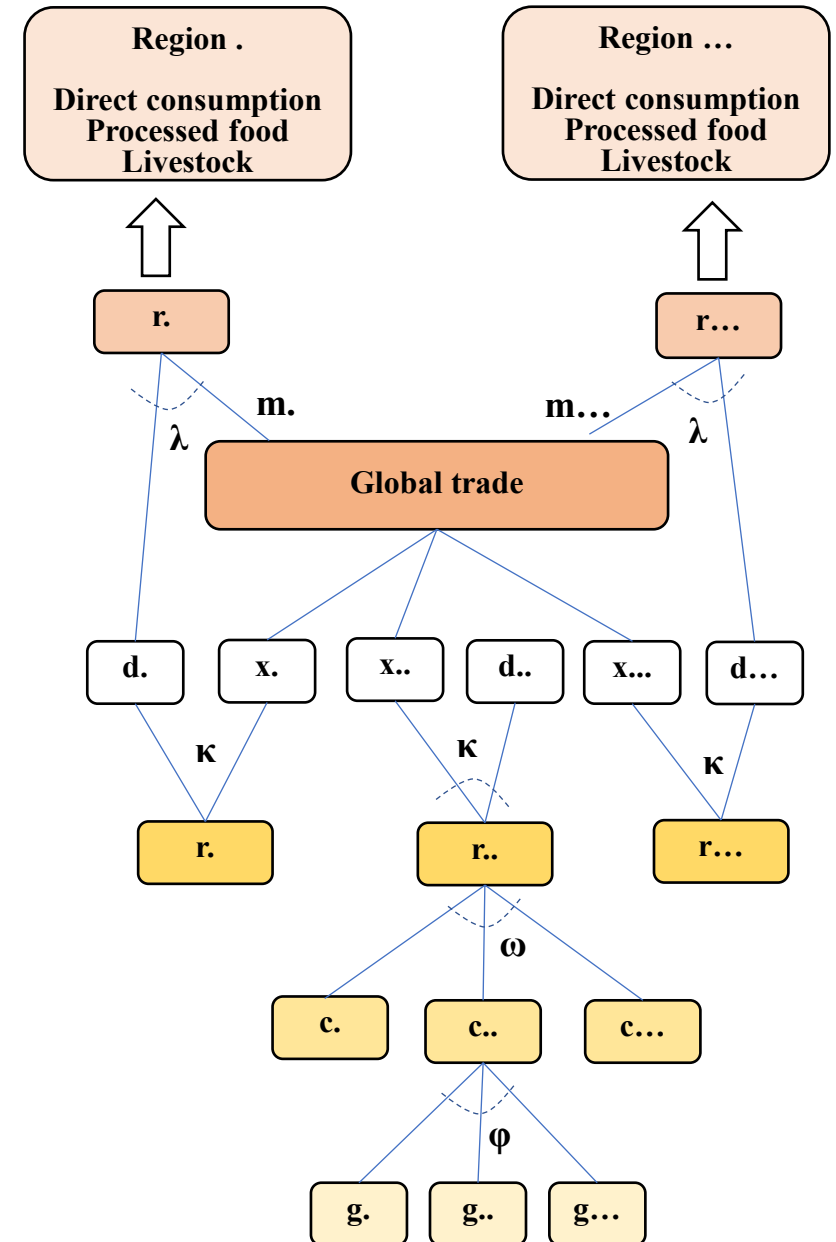 Region .
Direct consumption
Processed food
Livestock
Region …
Direct consumption
Processed food
Livestock
r.
r…
m.
m…
λ
λ
Global trade
d.
x.
x..
d..
x...
d…
κ
κ
κ
r.
r..
r…
ω
c.
c..
c…
φ
g.
g..
g…